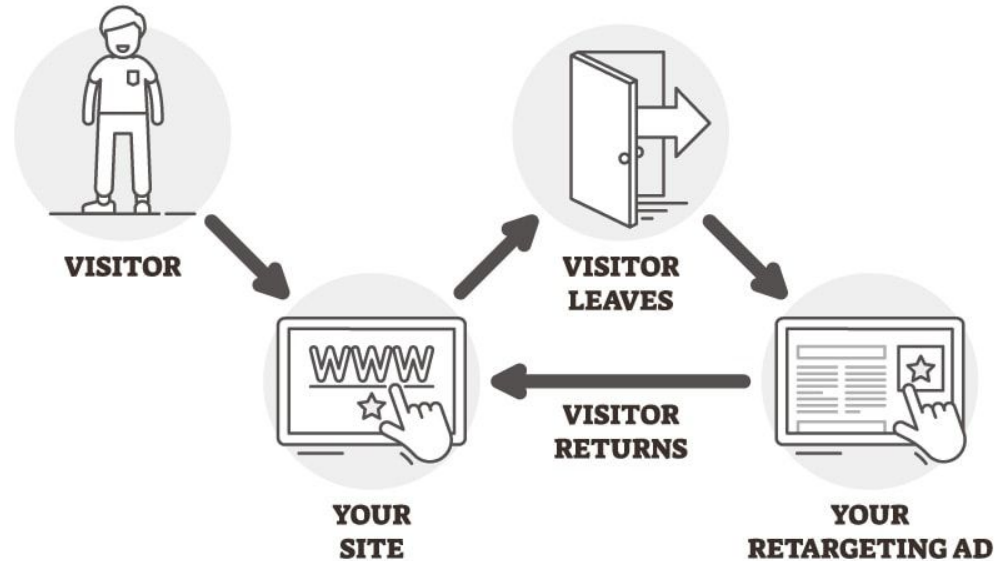 VISITOR
WWW
YOUR
SITE
VISITOR
LEAVES
VISITOR
RETURNS
YOUR
RETARGETING AD